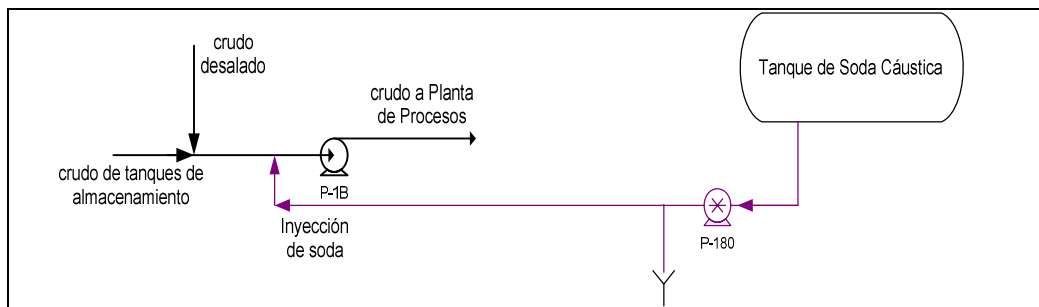 crudo
desalado
crudo a Planta
de Procesos
Tanque de Soda Cáustica
crudo de tanques de
almacenamiento
P-1B
Inyección
de soda
P-180